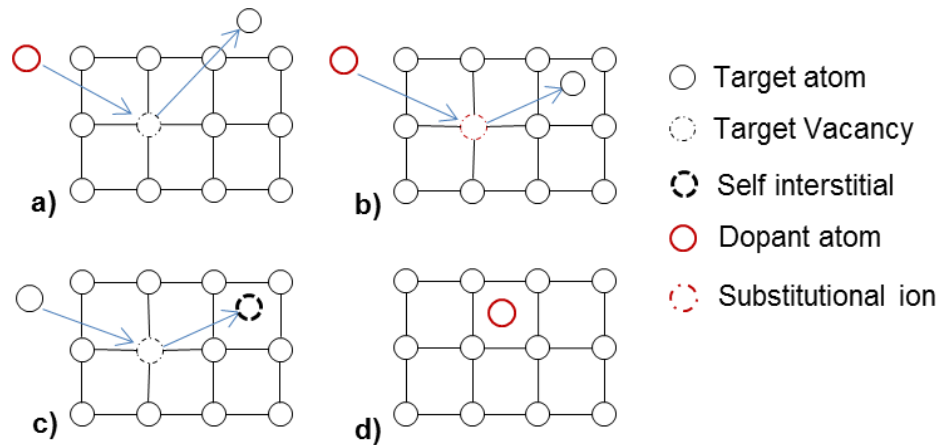 a)
b)
c)
d)
Target atom
Target Vacancy
Self interstitial
Dopant atom
Substitutional ion